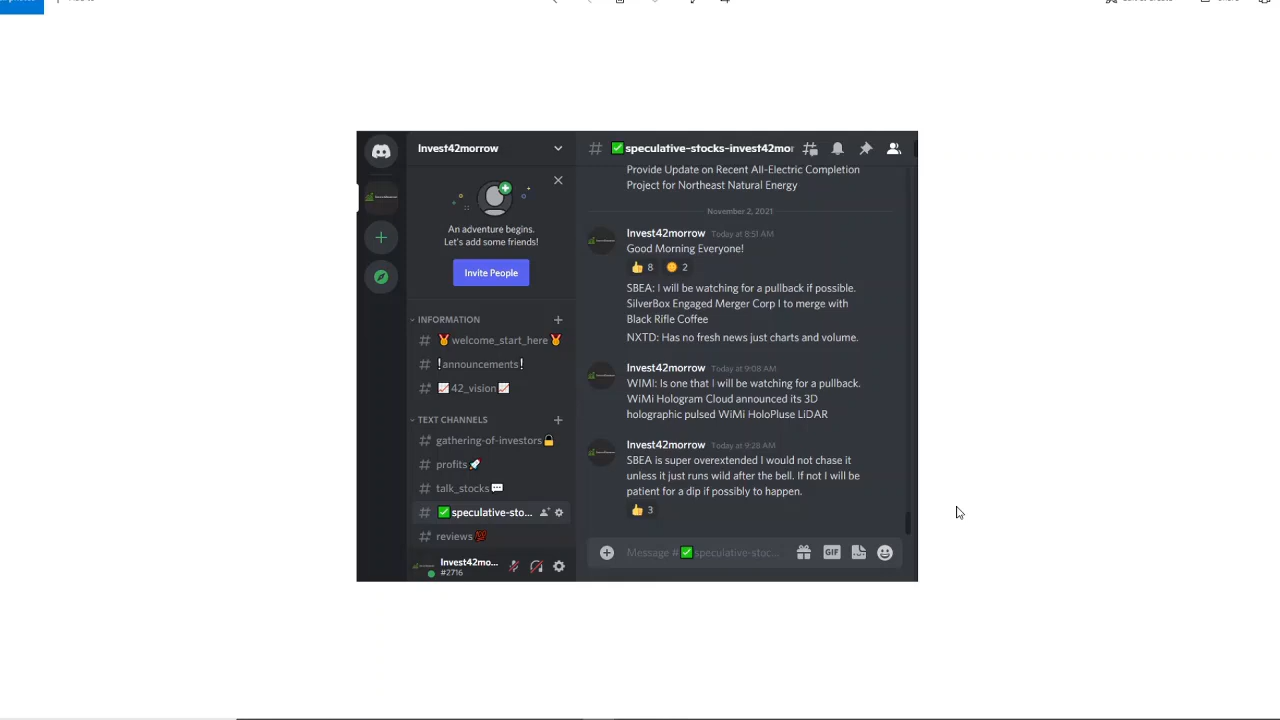 Invest42morrow
✅speculative-stocks-invest42mor
An adventure begins.
Let's add some friends!
Invite People
INFORMATION
# 🏅welcome_start_here🏅
# ❗announcements❗
# 📈42_vision📈
TEXT CHANNELS
# gathering-of-investors🔒
# profits🚀
# talk_stocks💬
# ✅speculative-sto...
# reviews💯
Invest42mo...
#2716
Provide Update on Recent All-Electric Completion
Project for Northeast Natural Energy
November 2, 2021
Invest42morrow Today at 8:51 AM
Good Morning Everyone!
👍 8 🌞 2
SBEA: I will be watching for a pullback if possible.
SilverBox Engaged Merger Corp I to merge with
Black Rifle Coffee
NXTD: Has no fresh news just charts and volume.
Invest42morrow Today at 9:08 AM
WIMI: Is one that I will be watching for a pullback.
WiMi Hologram Cloud announced its 3D
holographic pulsed WiMi HoloPluse LiDAR
Invest42morrow Today at 9:28 AM
SBEA is super overextended I would not chase it
unless it just runs wild after the bell. If not I will be
patient for a dip if possibly to happen.
👍 3
Message #✅speculative-stoc...
GIF